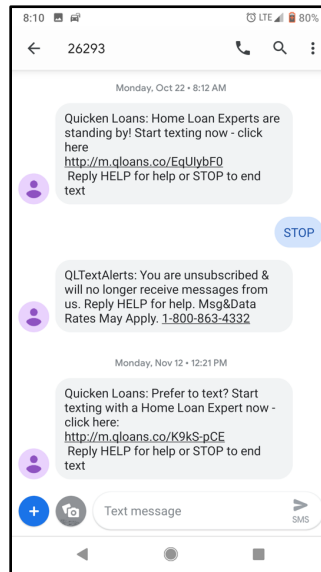 8:10 LTE 80%
26293
Monday, Oct 22 • 8:12 AM
Quicken Loans: Home Loan Experts are
standing by! Start texting now - click
here
http://m.qloans.co/EqUIybF0
Reply HELP for help or STOP to end
text
STOP
QLTextAlerts: You are unsubscribed &
will no longer receive messages from
us. Reply HELP for help. Msg&Data
Rates May Apply. 1-800-863-4332
Monday, Nov 12 • 12:21 PM
Quicken Loans: Prefer to text? Start
texting with a Home Loan Expert now -
click here:
http://m.qloans.co/K9kS-pCE
Reply HELP for help or STOP to end
text
Text message
SMS